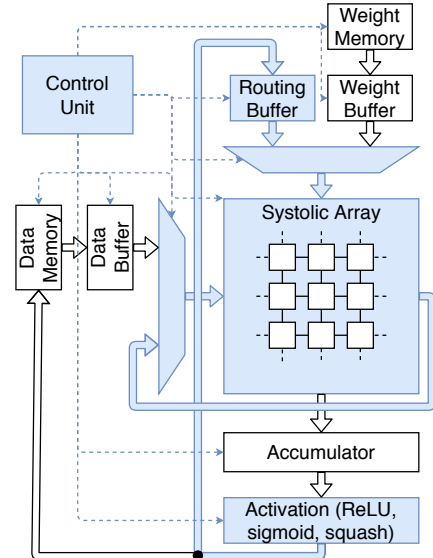 Weight
Memory
Control
Unit
Routing
Buffer
Weight
Buffer
Systolic Array
Data
Memory
Data
Buffer
Accumulator
Activation (ReLU,
sigmoid, squash)